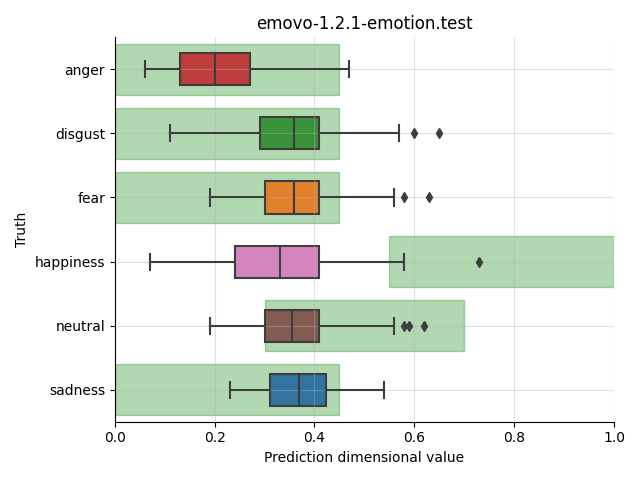 emovo-1.2.1-emotion.test
anger
disgust
fear
happiness
neutral
sadness
Truth
0.0 0.2 0.4 0.6 0.8 1.0
Prediction dimensional value